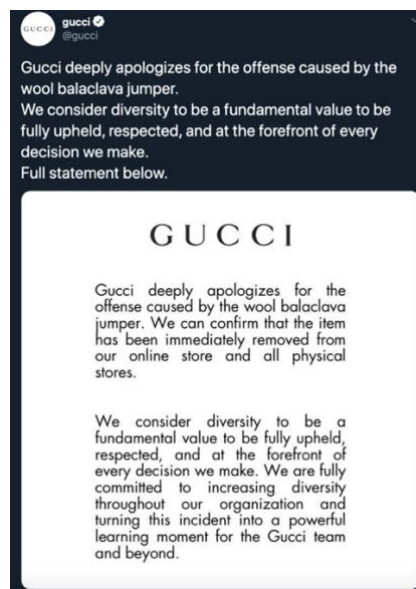 GUCCI
gucci
@gucci
Gucci deeply apologizes for the offense caused by the
wool balaclava jumper.
We consider diversity to be a fundamental value to be
fully upheld, respected, and at the forefront of every
decision we make.
Full statement below.
GUCCI
Gucci deeply apologizes for the
offense caused by the wool balaclava
jumper. We can confirm that the item
has been immediately removed from
our online store and all physical
stores.
We consider diversity to be a
fundamental value to be fully upheld,
respected, and at the forefront of
every decision we make. We are fully
committed to increasing diversity
throughout our organization and
turning this incident into a powerful
learning moment for the Gucci team
and beyond.